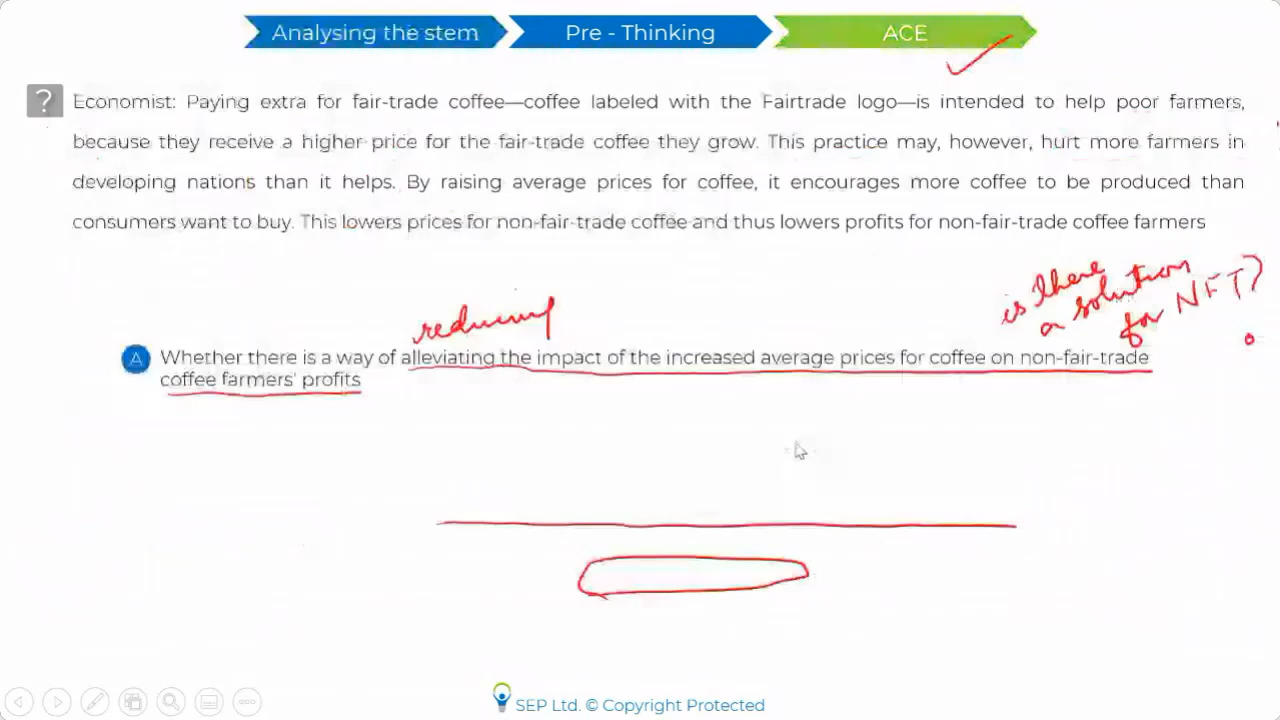 Analysing the stem
Pre - Thinking
ACE
?
Economist: Paying extra for fair-trade coffee—coffee labeled with the Fairtrade logo—is intended to help poor farmers,
because they receive a higher price for the fair-trade coffee they grow. This practice may, however, hurt more farmers in
developing nations than it helps. By raising average prices for coffee, it encourages more coffee to be produced than
consumers want to buy. This lowers prices for non-fair-trade coffee and thus lowers profits for non-fair-trade coffee farmers
is there
a solution
for NFT?
reducing
A
Whether there is a way of alleviating the impact of the increased average prices for coffee on non-fair-trade
coffee farmers' profits
SEP Ltd. © Copyright Protected